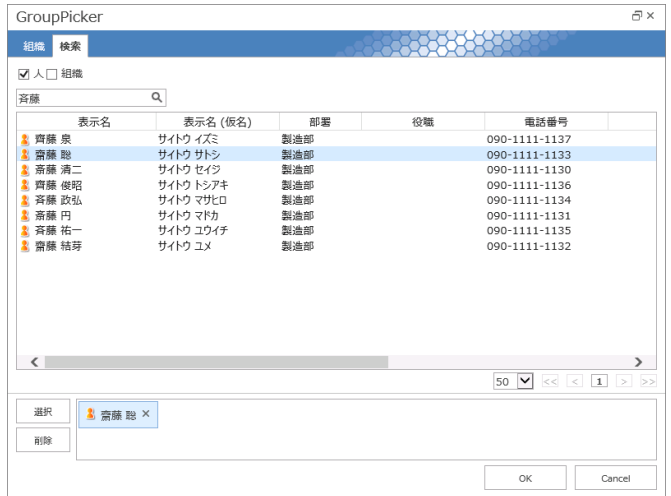 GroupPicker
組織 検索
人 組織
斉藤
表示名 表示名 (仮名) 部署 役職 電話番号
齊藤 泉 サイトウ イズミ 製造部 090-1111-1137
齋藤 聡 サイトウ サトシ 製造部 090-1111-1133
斎藤 清二 サイトウ セイジ 製造部 090-1111-1130
齊藤 俊昭 サイトウ トシアキ 製造部 090-1111-1136
斉藤 政弘 サイトウ マサヒロ 製造部 090-1111-1134
斎藤 円 サイトウ マドカ 製造部 090-1111-1131
斉藤 祐一 サイトウ ユウイチ 製造部 090-1111-1135
齋藤 結芽 サイトウ ユメ 製造部 090-1111-1132
50 << < 1 > >>
選択 齋藤 聡 ×
削除
OK Cancel